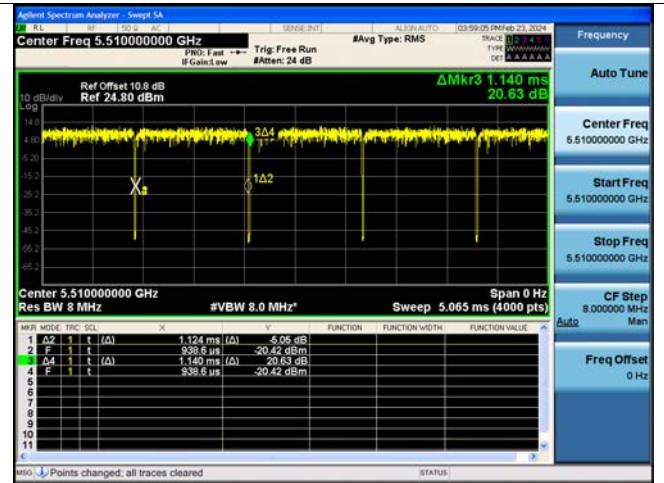 Agilent Spectrum Analyzer - Swept SA
RL RF 50 Ω AC SENSE:INT ALIGN AUTO 03:59:05 PM Feb 23, 2024
Center Freq 5.510000000 GHz
PNO: Fast
IFGain:Low
Trig: Free Run
#Atten: 24 dB
#Avg Type: RMS
TRACE 1 2 3 4 5 6
TYPE WWWWWW
DET A A A A A A
Frequency
Ref Offset 10.8 dB
10 dB/div Ref 24.80 dBm
Log
ΔMkr3 1.140 ms
20.63 dB
14.8
4.80
-5.20
-15.2
-25.2
-35.2
-45.2
-55.2
-65.2
3Δ4
1Δ2
X
Center 5.510000000 GHz Span 0 Hz
Res BW 8 MHz #VBW 8.0 MHz* Sweep 5.065 ms (4000 pts)
MKR MODE TRC SCL X Y FUNCTION FUNCTION WIDTH FUNCTION VALUE
1 Δ2 1 t (Δ) 1.124 ms (Δ) -5.05 dB
2 F 1 t 938.6 µs -20.42 dBm
3 Δ4 1 t (Δ) 1.140 ms (Δ) 20.63 dB
4 F 1 t 938.6 µs -20.42 dBm
5
6
7
8
9
10
11
MSG Points changed; all traces cleared STATUS
Auto Tune
Center Freq
5.510000000 GHz
Start Freq
5.510000000 GHz
Stop Freq
5.510000000 GHz
CF Step
8.000000 MHz
Auto Man
Freq Offset
0 Hz